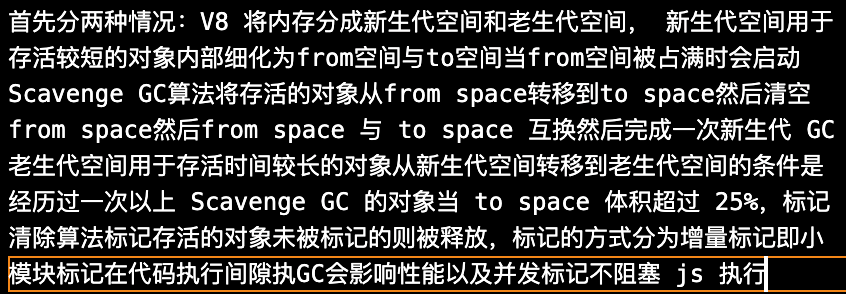 首先分两种情况：V8 将内存分成新生代空间和老生代空间， 新生代空间用于
存活较短的对象内部细化为from空间与to空间当from空间被占满时会启动
Scavenge GC算法将存活的对象从from space转移到to space然后清空
from space然后from space 与 to space 互换然后完成一次新生代 GC
老生代空间用于存活时间较长的对象从新生代空间转移到老生代空间的条件是
经历过一次以上 Scavenge GC 的对象当 to space 体积超过 25%，标记
清除算法标记存活的对象未被标记的则被释放，标记的方式分为增量标记即小
模块标记在代码执行间隙执GC会影响性能以及并发标记不阻塞 js 执行